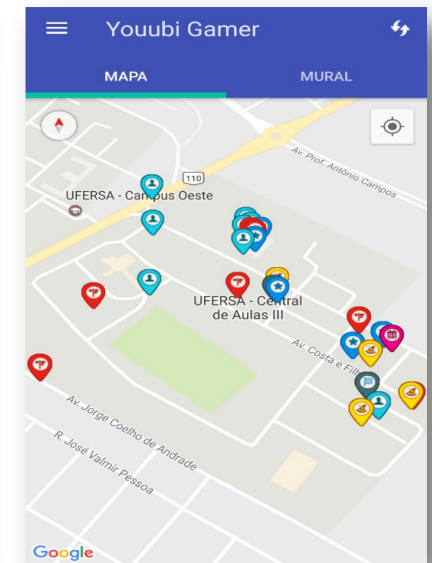 Youubi Gamer
MAPA
MURAL
Av. Prof. Antônio Campos
110
UFERSA - Campus Oeste
UFERSA - Central
de Aulas III
Av. Costa e Filho
Av. Jorge Coelho de Andrade
R. José Valmir Pessoa
Google